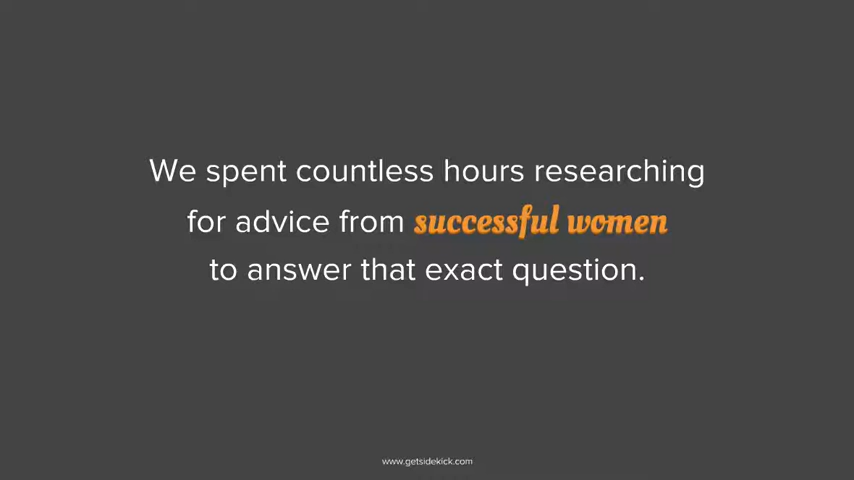 We spent countless hours researching
for advice from successful women
to answer that exact question.
www.getsidekick.com